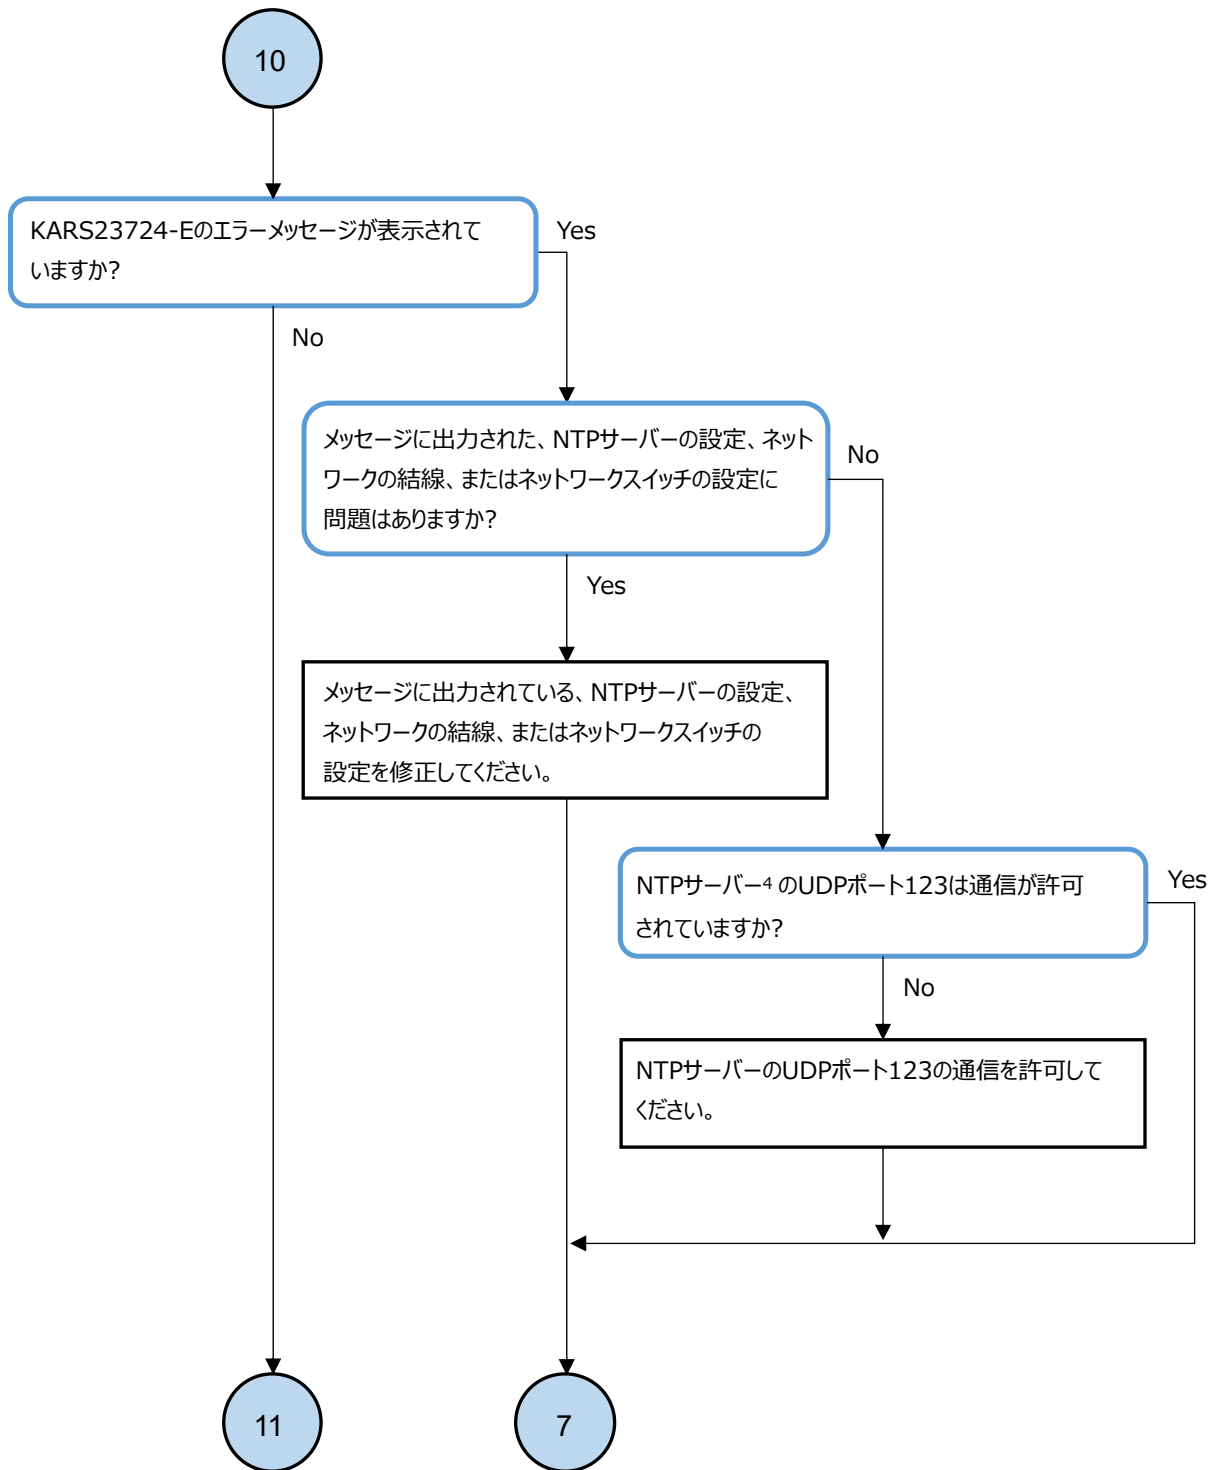 10
KARS23724-Eのエラーメッセージが表示されて
いますか?
Yes
No
メッセージに出力された、NTPサーバーの設定、ネット
ワークの結線、またはネットワークスイッチの設定に
問題はありますか?
No
Yes
メッセージに出力されている、NTPサーバーの設定、
ネットワークの結線、またはネットワークスイッチの
設定を修正してください。
NTPサーバー4 のUDPポート123は通信が許可
されていますか?
Yes
No
NTPサーバーのUDPポート123の通信を許可して
ください。
11
7